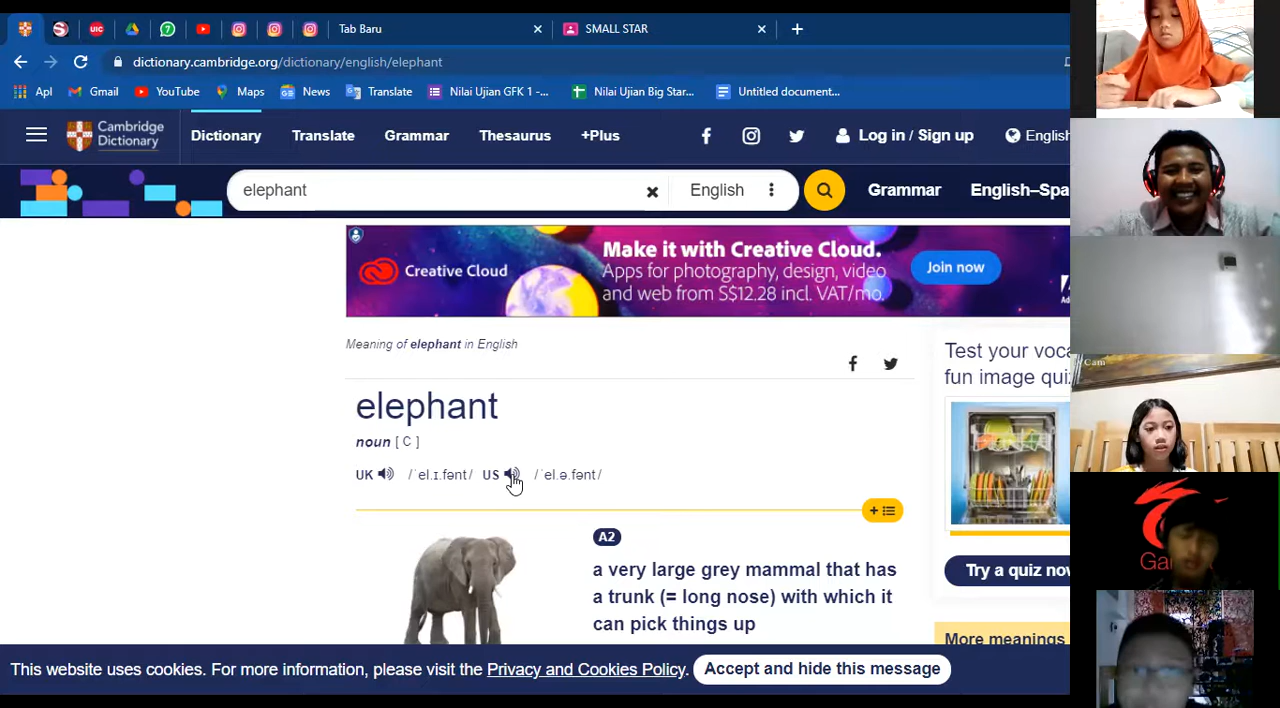 Tab Baru
SMALL STAR
dictionary.cambridge.org/dictionary/english/elephant
Apl
Gmail
YouTube
Maps
News
Translate
Nilai Ujian GFK 1 -...
Nilai Ujian Big Star...
Untitled document...
Cambridge
Dictionary
Dictionary
Translate
Grammar
Thesaurus
+Plus
Log in / Sign up
English
elephant
English
Grammar
English–Spa
Creative Cloud
Make it with Creative Cloud.
Apps for photography, design, video
and web from S$12.28 incl. VAT/mo.
Join now
Meaning of elephant in English
elephant
noun [ C ]
UK /ˈel.ɪ.fənt/ US /ˈel.ə.fənt/
A2
a very large grey mammal that has
a trunk (= long nose) with which it
can pick things up
Test your voca
fun image qui
Try a quiz now
More meanings
This website uses cookies. For more information, please visit the Privacy and Cookies Policy.
Accept and hide this message
Cam
Ga
UIC
7